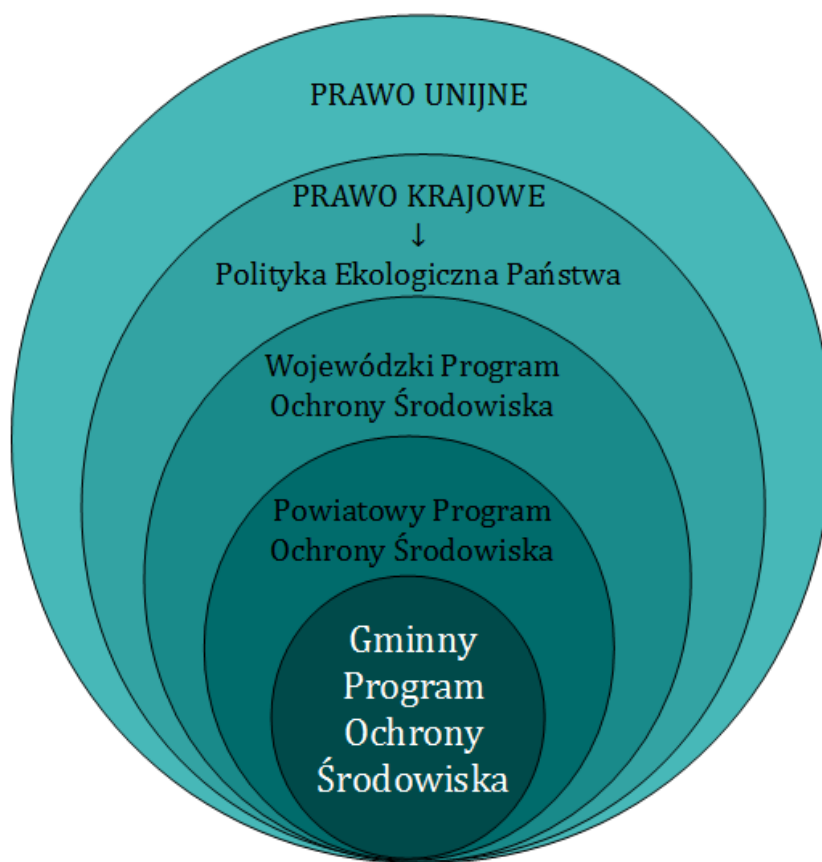 PRAWO UNIJNE
PRAWO KRAJOWE
↓
Polityka Ekologiczna Państwa
Wojewódzki Program
Ochrony Środowiska
Powiatowy Program
Ochrony Środowiska
Gminny
Program
Ochrony
Środowiska